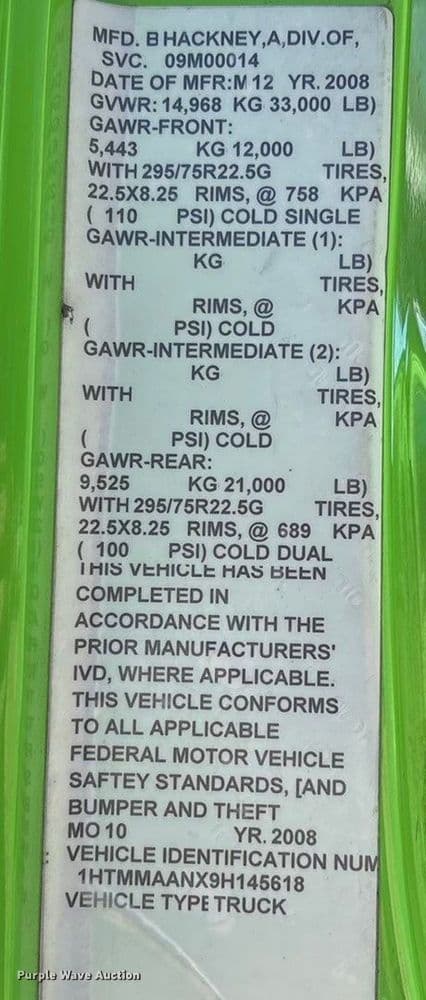 MFD. B HACKNEY,A,DIV.OF,
SVC. 09M00014
DATE OF MFR:M 12 YR. 2008
GVWR: 14,968 KG 33,000 LB)
GAWR-FRONT:
5,443 KG 12,000 LB)
WITH 295/75R22.5G TIRES,
22.5X8.25 RIMS, @ 758 KPA
( 110 PSI) COLD SINGLE
GAWR-INTERMEDIATE (1):
KG LB)
WITH TIRES,
RIMS, @ KPA
( PSI) COLD
GAWR-INTERMEDIATE (2):
KG LB)
WITH TIRES,
RIMS, @ KPA
( PSI) COLD
GAWR-REAR:
9,525 KG 21,000 LB)
WITH 295/75R22.5G TIRES,
22.5X8.25 RIMS, @ 689 KPA
( 100 PSI) COLD DUAL
THIS VEHICLE HAS BEEN
COMPLETED IN
ACCORDANCE WITH THE
PRIOR MANUFACTURERS'
IVD, WHERE APPLICABLE.
THIS VEHICLE CONFORMS
TO ALL APPLICABLE
FEDERAL MOTOR VEHICLE
SAFTEY STANDARDS, [AND
BUMPER AND THEFT
MO 10 YR. 2008
VEHICLE IDENTIFICATION NUM
1HTMMAANX9H145618
VEHICLE TYPE TRUCK
Purple Wave Auction